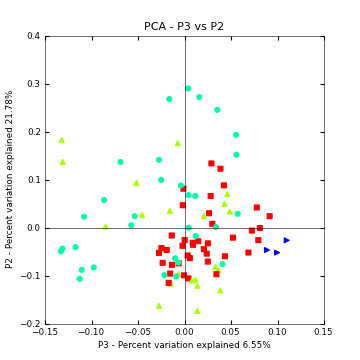 PCA - P3 vs P2
P2 - Percent variation explained 21.78%
0.4
0.3
0.2
0.1
0.0
−0.1
−0.2
−0.15 −0.10 −0.05 0.00 0.05 0.10 0.15
P3 - Percent variation explained 6.55%